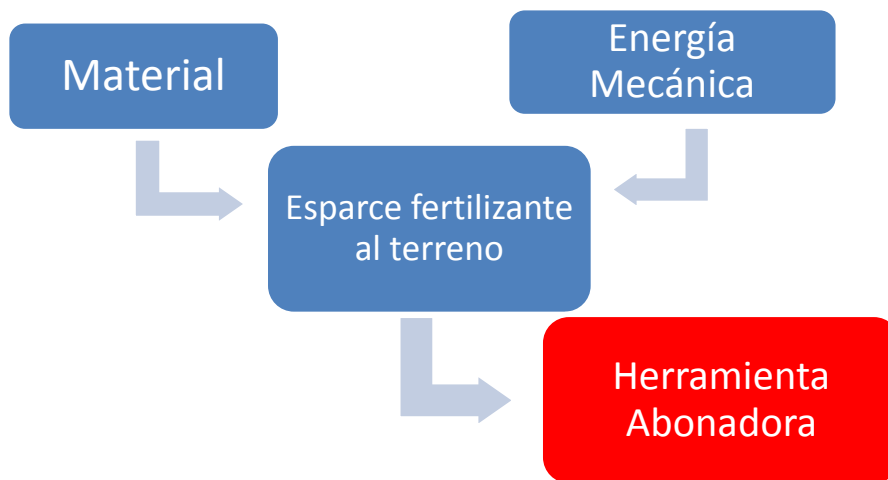 Material
Energía
Mecánica
Esparce fertilizante
al terreno
Herramienta
Abonadora